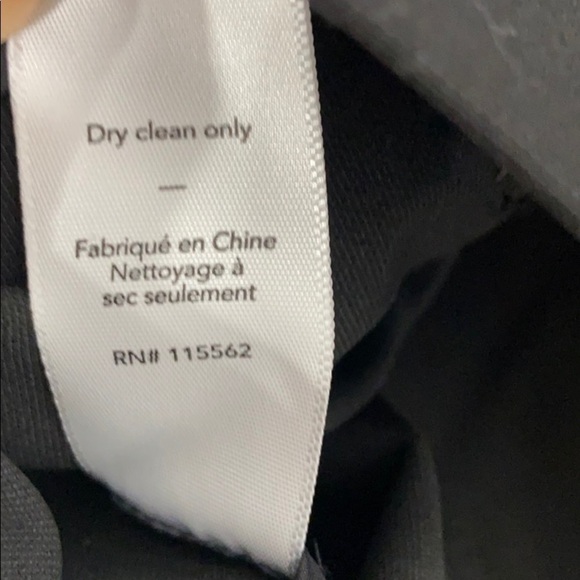 Dry clean only
—
Fabriqué en Chine
Nettoyage à
sec seulement
RN# 115562